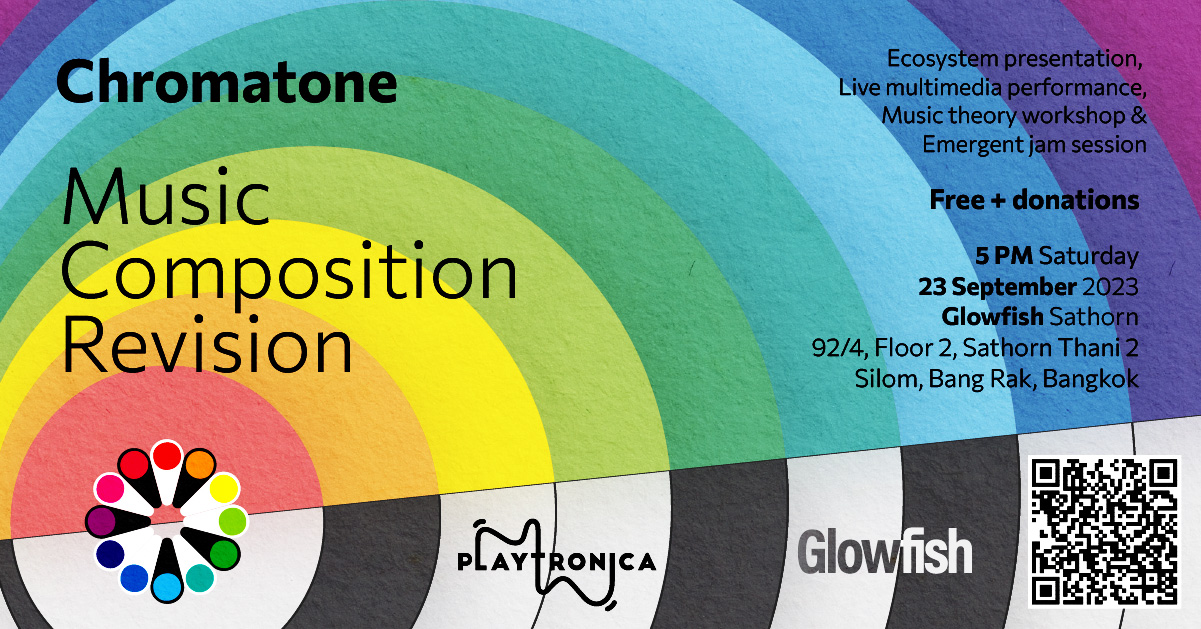 Chromatone
Music
Composition
Revision
Ecosystem presentation,
Live multimedia performance,
Music theory workshop &
Emergent jam session
Free + donations
5 PM Saturday
23 September 2023
Glowfish Sathorn
92/4, Floor 2, Sathorn Thani 2
Silom, Bang Rak, Bangkok
PLAYTRONICA
Glowfish